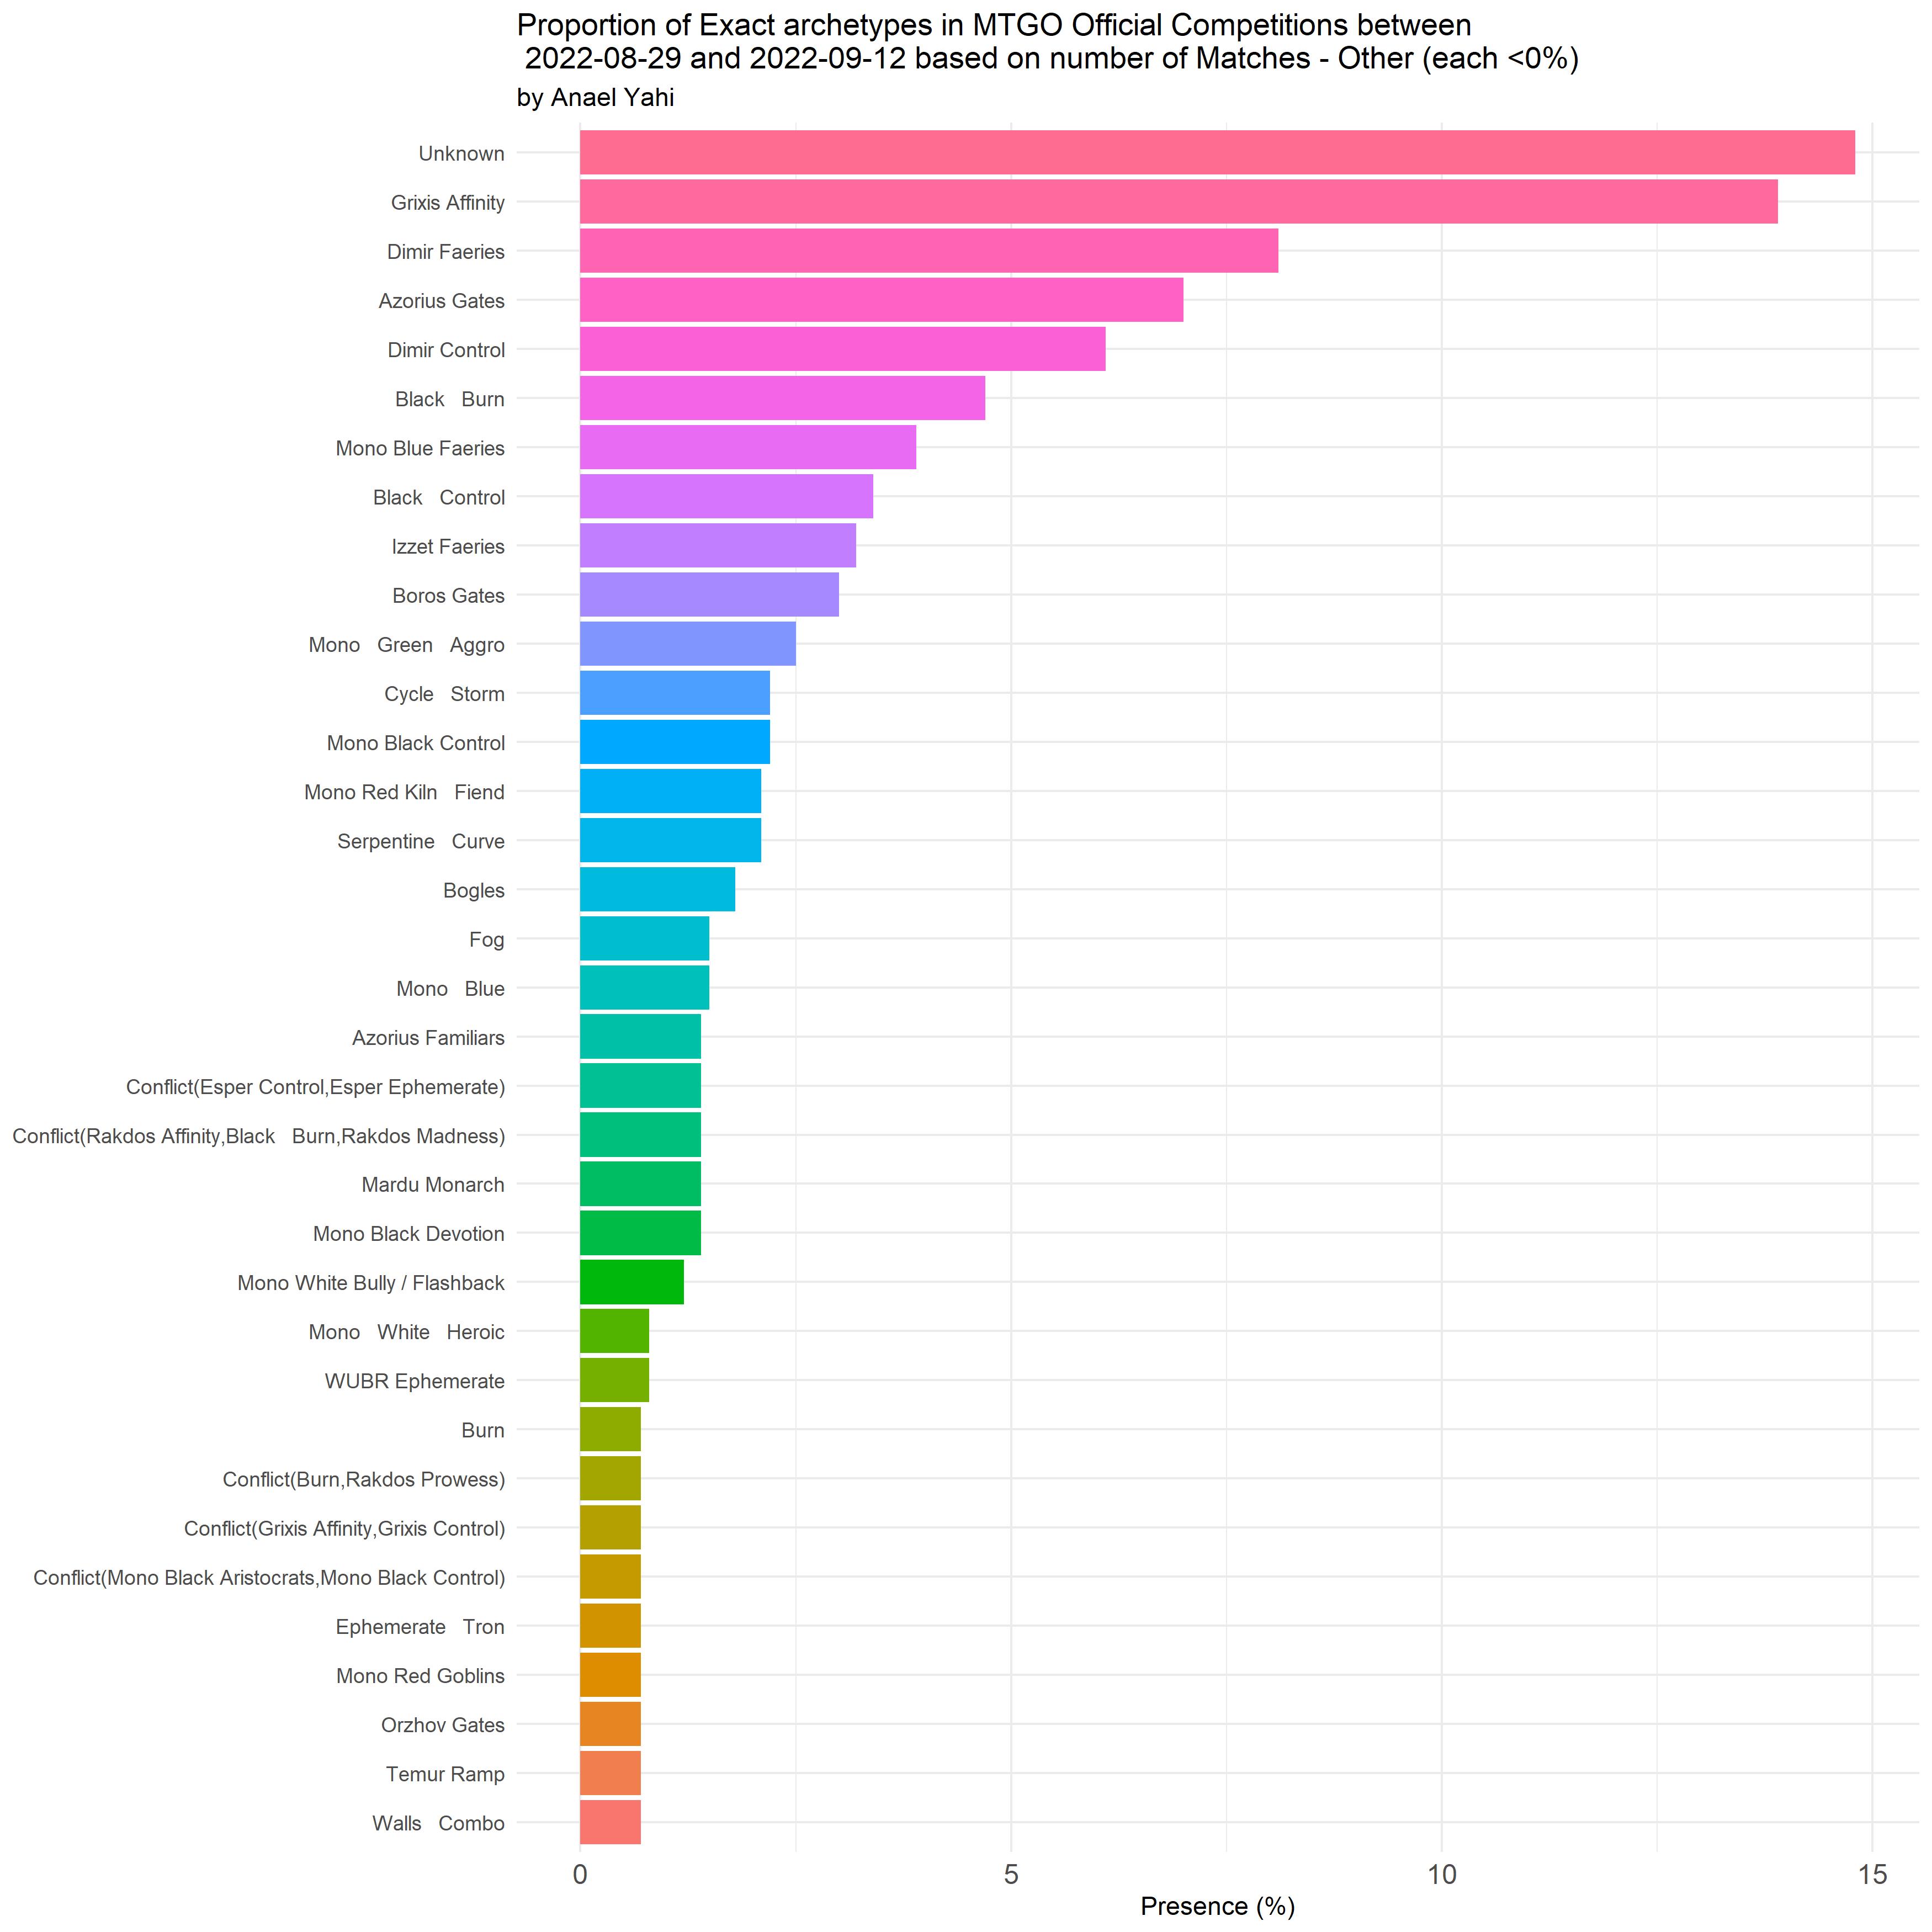 Proportion of Exact archetypes in MTGO Official Competitions between
2022-08-29 and 2022-09-12 based on number of Matches - Other (each <0%)
by Anael Yahi
Unknown
Grixis Affinity
Dimir Faeries
Azorius Gates
Dimir Control
Black   Burn
Mono Blue Faeries
Black   Control
Izzet Faeries
Boros Gates
Mono   Green   Aggro
Cycle   Storm
Mono Black Control
Mono Red Kiln   Fiend
Serpentine   Curve
Bogles
Fog
Mono   Blue
Azorius Familiars
Conflict(Esper Control,Esper Ephemerate)
Conflict(Rakdos Affinity,Black   Burn,Rakdos Madness)
Mardu Monarch
Mono Black Devotion
Mono White Bully / Flashback
Mono   White   Heroic
WUBR Ephemerate
Burn
Conflict(Burn,Rakdos Prowess)
Conflict(Grixis Affinity,Grixis Control)
Conflict(Mono Black Aristocrats,Mono Black Control)
Ephemerate   Tron
Mono Red Goblins
Orzhov Gates
Temur Ramp
Walls   Combo
0 5 10 15
Presence (%)